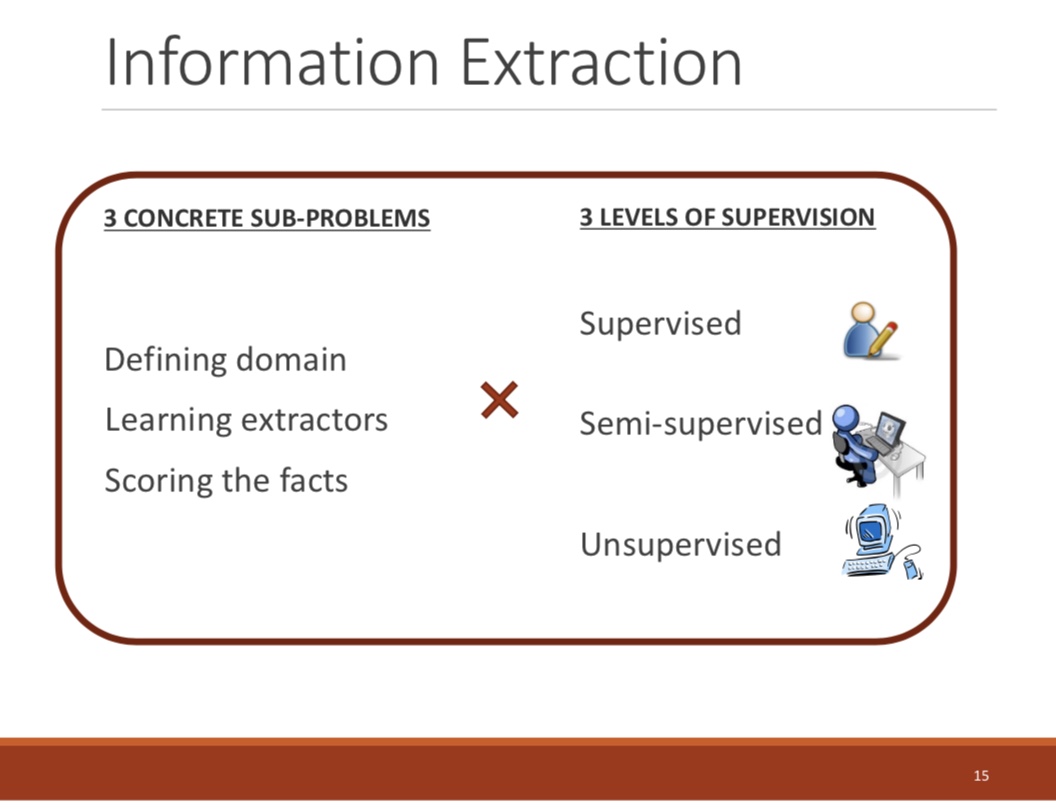 Information Extraction
3 CONCRETE SUB-PROBLEMS
Defining domain
Learning extractors
Scoring the facts
3 LEVELS OF SUPERVISION
Supervised
Semi-supervised
Unsupervised
15